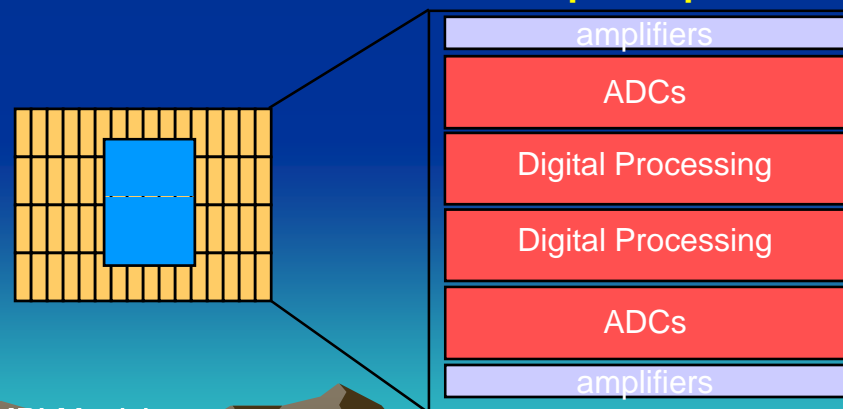 amplifiers
ADCs
Digital Processing
Digital Processing
ADCs
amplifiers